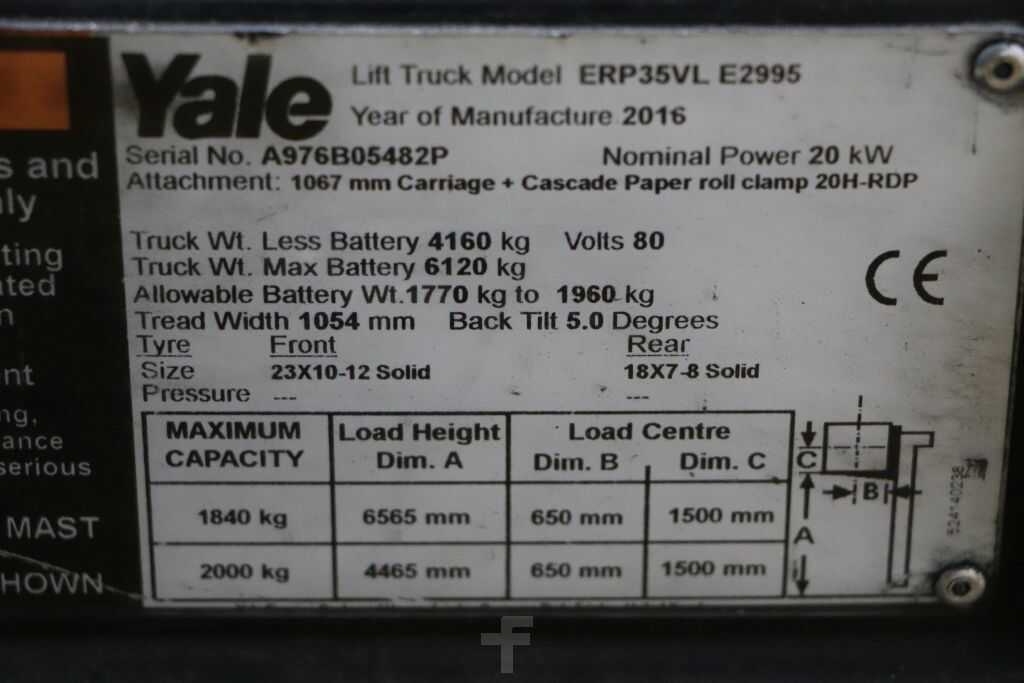 s and
ly
ting
ated
n
nt
ng,
ance
serious
MAST
HOWN
Yale
Lift Truck Model ERP35VL E2995
Year of Manufacture 2016
Serial No. A976B05482P Nominal Power 20 kW
Attachment: 1067 mm Carriage + Cascade Paper roll clamp 20H-RDP
Truck Wt. Less Battery 4160 kg Volts 80
Truck Wt. Max Battery 6120 kg
Allowable Battery Wt.1770 kg to 1960 kg
Tread Width 1054 mm Back Tilt 5.0 Degrees
Tyre Front Rear
Size 23X10-12 Solid 18X7-8 Solid
Pressure --- ---
CE
MAXIMUM CAPACITY Load Height Dim. A Load Centre
Dim. B Dim. C
1840 kg 6565 mm 650 mm 1500 mm
2000 kg 4465 mm 650 mm 1500 mm
C
B
A
f